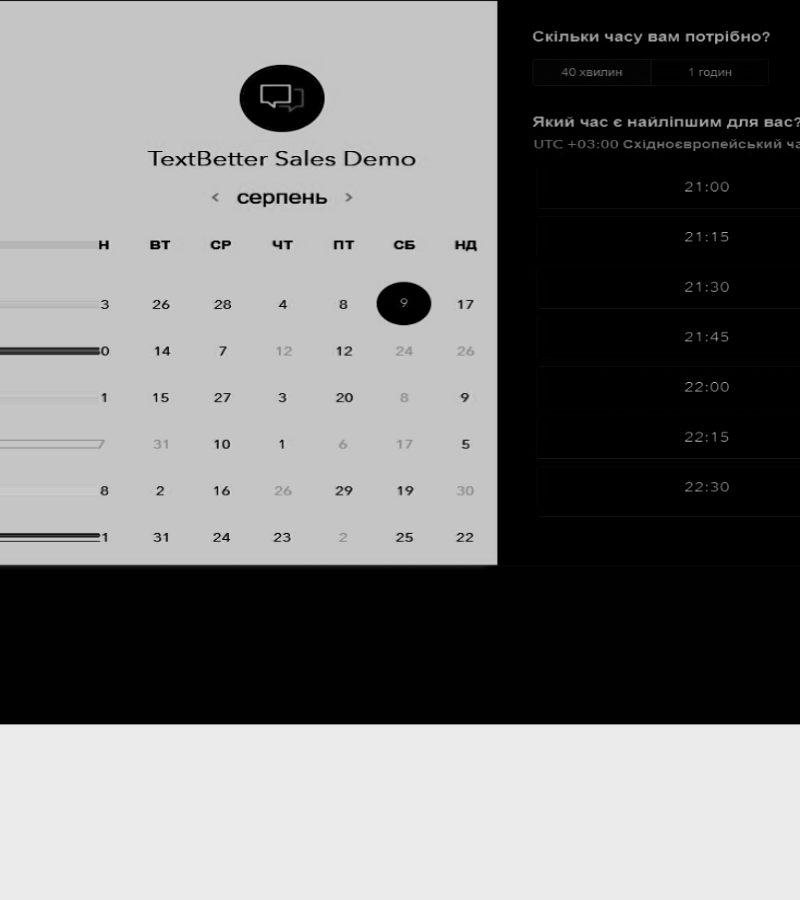 TextBetter Sales Demo
< серпень >
Н ВТ СР ЧТ ПТ СБ НД
3 26 28 4 8 9 17
0 14 7 12 12 24 26
1 15 27 3 20 8 9
7 31 10 1 6 17 5
8 2 16 26 29 19 30
1 31 24 23 2 25 22
Скільки часу вам потрібно?
40 хвилин 1 годин
Який час є найліпшим для вас?
UTC +03:00 Східноєвропейський ча
21:00
21:15
21:30
21:45
22:00
22:15
22:30